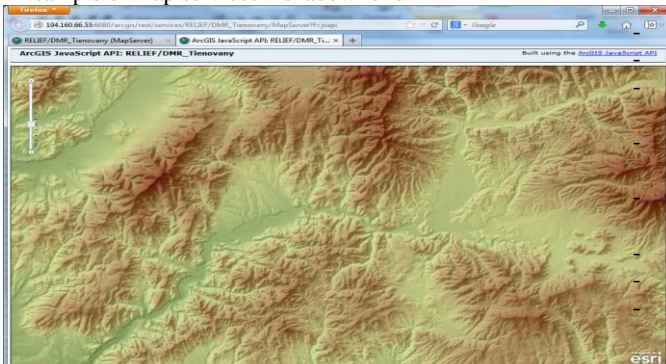 Firefox
194.160.66.55:6080/arcgis/rest/services/RELIEF/DMR_Tienovany/MapServer?f=jsapi
Google
RELIEF/DMR_Tienovany (MapServer)
ArcGIS JavaScript API: RELIEF/DMR_Ti...
ArcGIS JavaScript API: RELIEF/DMR_Tienovany
Built using the ArcGIS JavaScript API
esri